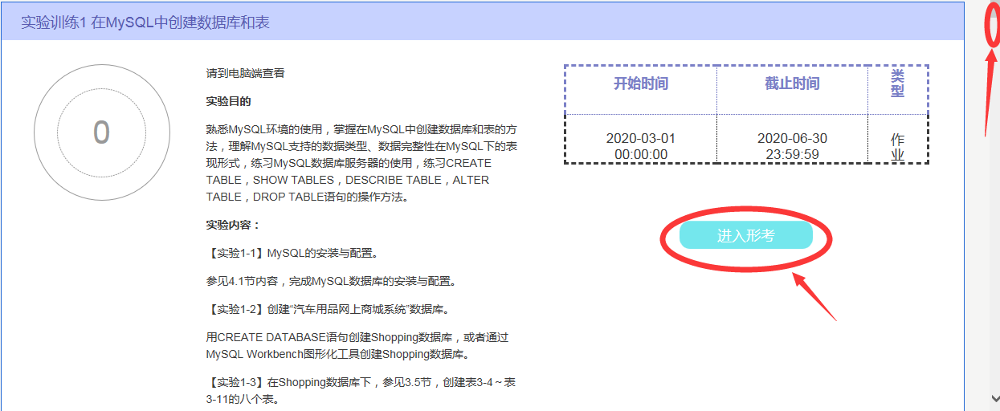 实验训练1 在MySQL中创建数据库和表
0
请到电脑端查看
实验目的
熟悉MySQL环境的使用，掌握在MySQL中创建数据库和表的方
法，理解MySQL支持的数据类型、数据完整性在MySQL下的表
现形式，练习MySQL数据库服务器的使用，练习CREATE
TABLE，SHOW TABLES，DESCRIBE TABLE，ALTER
TABLE，DROP TABLE语句的操作方法。
实验内容：
【实验1-1】MySQL的安装与配置。
参见4.1节内容，完成MySQL数据库的安装与配置。
【实验1-2】创建“汽车用品网上商城系统”数据库。
用CREATE DATABASE语句创建Shopping数据库，或者通过
MySQL Workbench图形化工具创建Shopping数据库。
【实验1-3】在Shopping数据库下，参见3.5节，创建表3-4～表
3-11的八个表。
开始时间 截止时间 类
型
2020-03-01 2020-06-30 作
00:00:00 23:59:59 业
进入形考